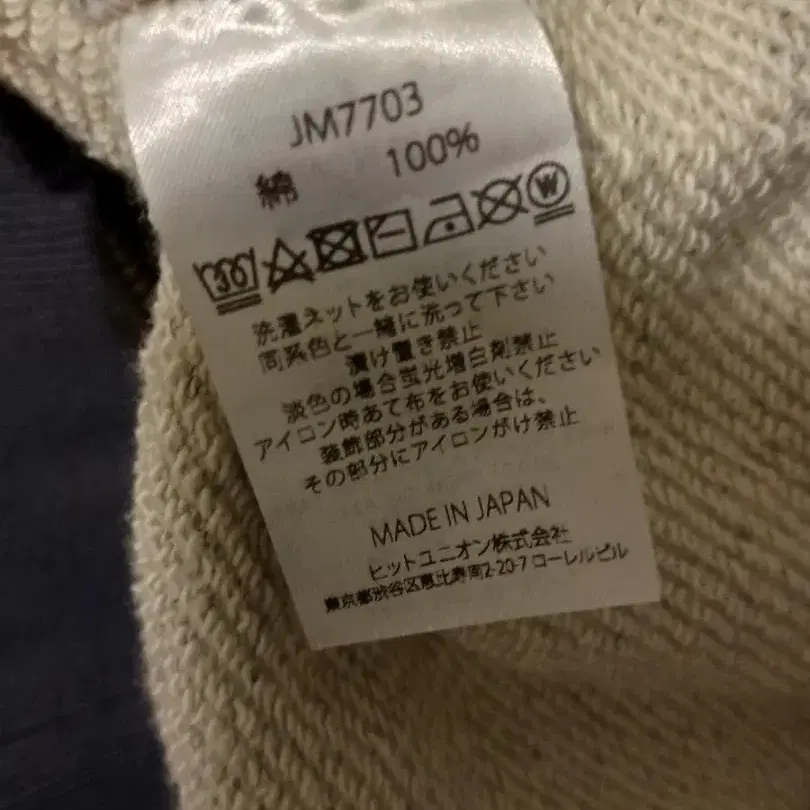 JM7703
綿 100%
30
W
洗濯ネットをお使いください
同系色と一緒に洗って下さい
漬け置き禁止
淡色の場合蛍光増白剤禁止
アイロン時あて布をお使いください
装飾部分がある場合は、
その部分にアイロンがけ禁止
MADE IN JAPAN
ヒットユニオン株式会社
東京都渋谷区恵比寿南2-20-7 ローレルビル